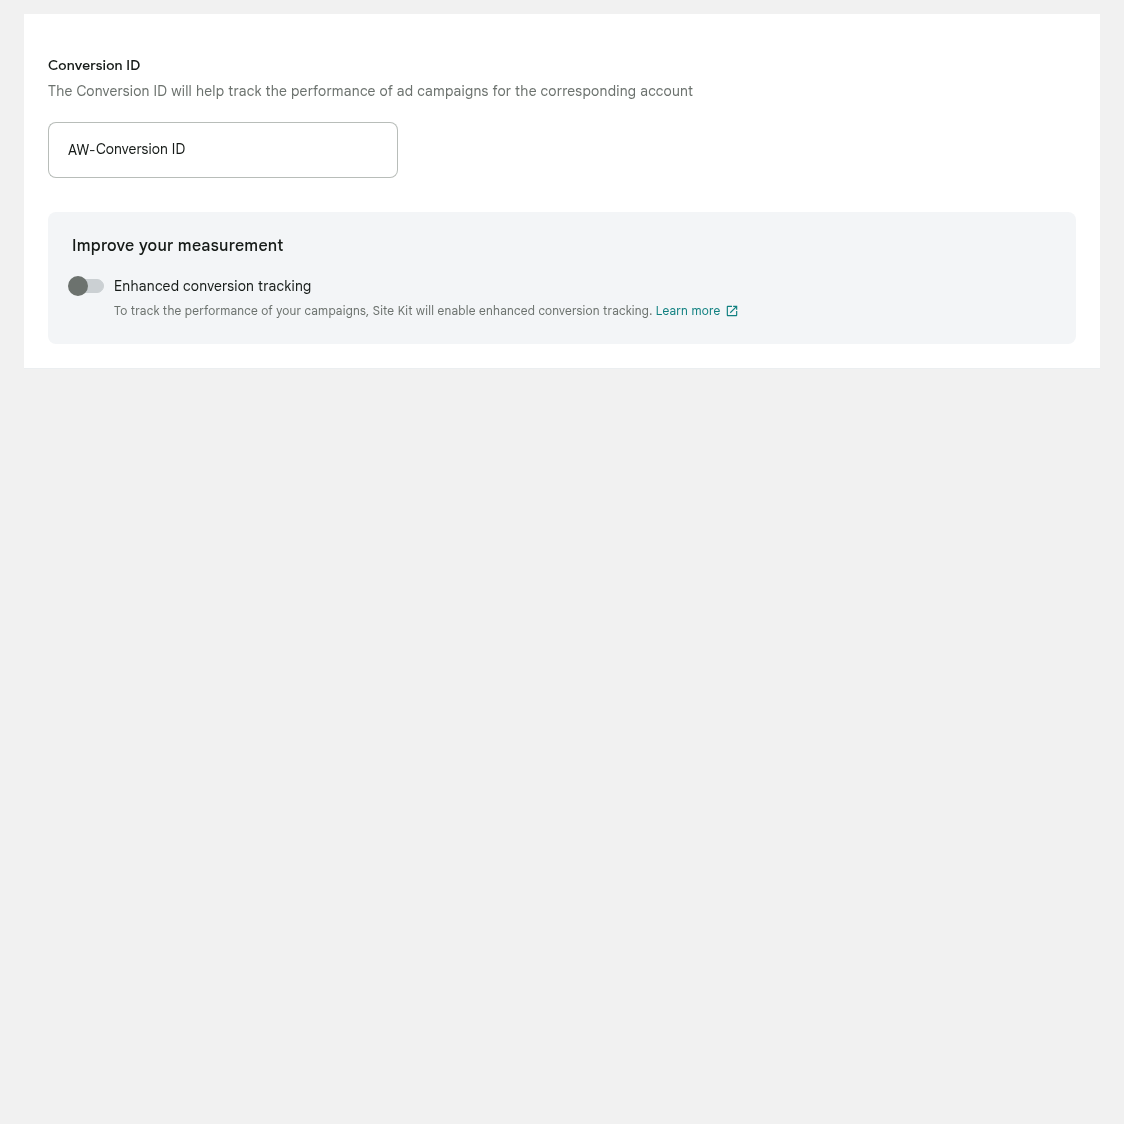 Conversion ID
The Conversion ID will help track the performance of ad campaigns for the corresponding account
AW-Conversion ID
Improve your measurement
Enhanced conversion tracking
To track the performance of your campaigns, Site Kit will enable enhanced conversion tracking. Learn more